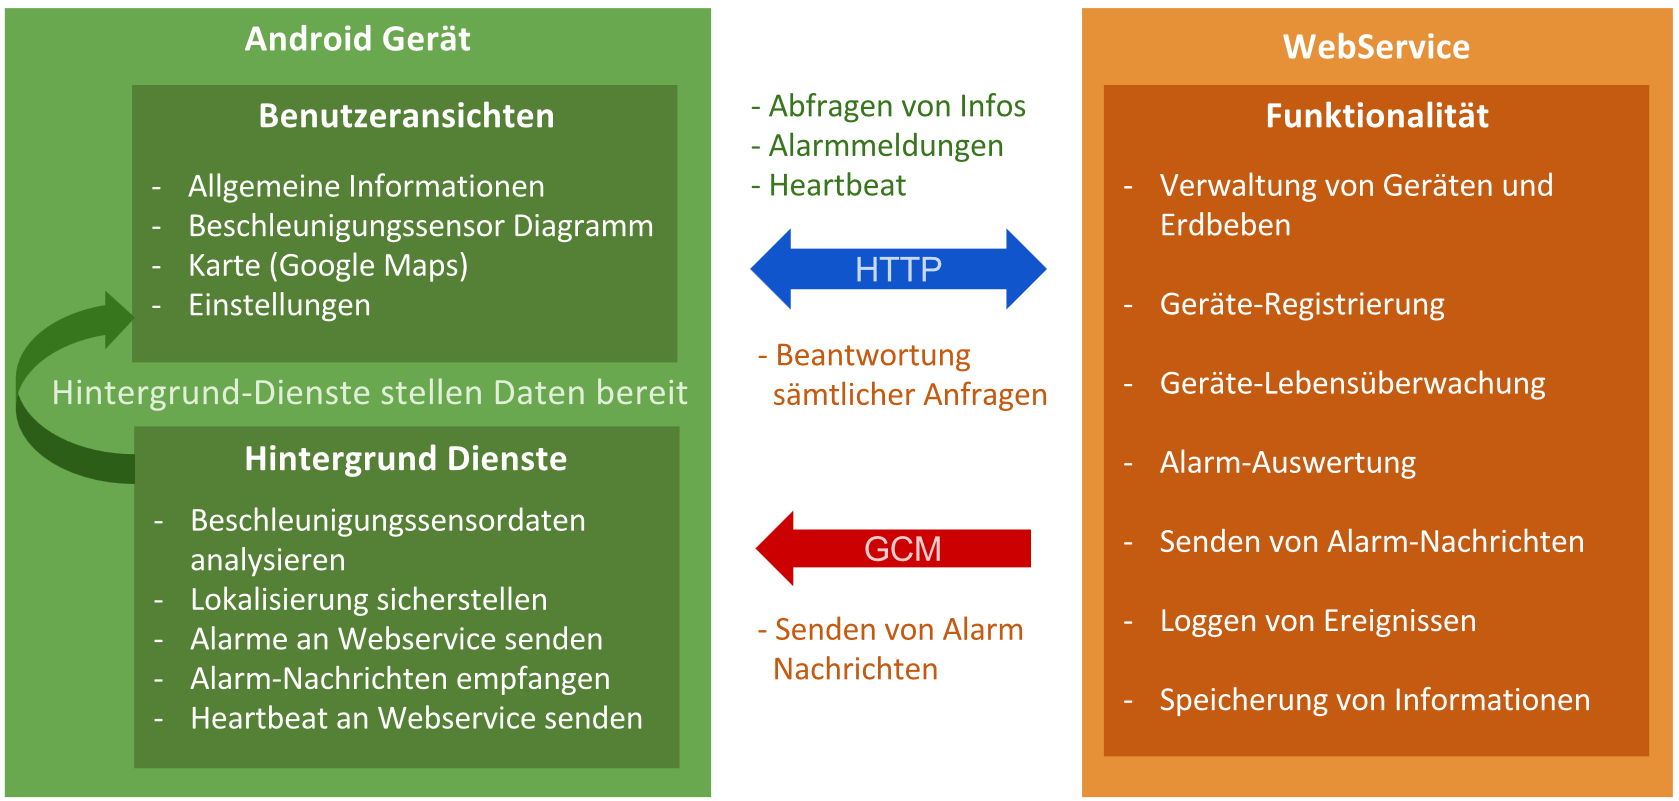 Android Gerät
Benutzeransichten
- Allgemeine Informationen
- Beschleunigungssensor Diagramm
- Karte (Google Maps)
- Einstellungen
Hintergrund-Dienste stellen Daten bereit
Hintergrund Dienste
- Beschleunigungssensordaten
analysieren
- Lokalisierung sicherstellen
- Alarme an Webservice senden
- Alarm-Nachrichten empfangen
- Heartbeat an Webservice senden
- Abfragen von Infos
- Alarmmeldungen
- Heartbeat
HTTP
- Beantwortung
sämtlicher Anfragen
GCM
- Senden von Alarm
Nachrichten
WebService
Funktionalität
- Verwaltung von Geräten und
Erdbeben
- Geräte-Registrierung
- Geräte-Lebensüberwachung
- Alarm-Auswertung
- Senden von Alarm-Nachrichten
- Loggen von Ereignissen
- Speicherung von Informationen